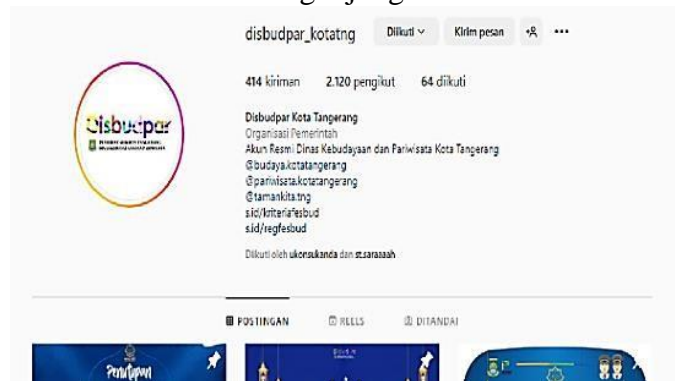 disbudpar_kotatng Diikuti Kirim pesan
414 kiriman 2.120 pengikut 64 diikuti
Disbudpar
Disbudpar Kota Tangerang
Organisasi Pemerintah
Akun Resmi Dinas Kebudayaan dan Pariwisata Kota Tangerang
@budaya.kotatangerang
@pariwisata.kotatangerang
@tamankita.tng
s.id/kriteriafesbud
s.id/regfesbud
Diikuti oleh ukonsukanda dan st.saraaaah
POSTINGAN REELS DITANDAI
Penutupan